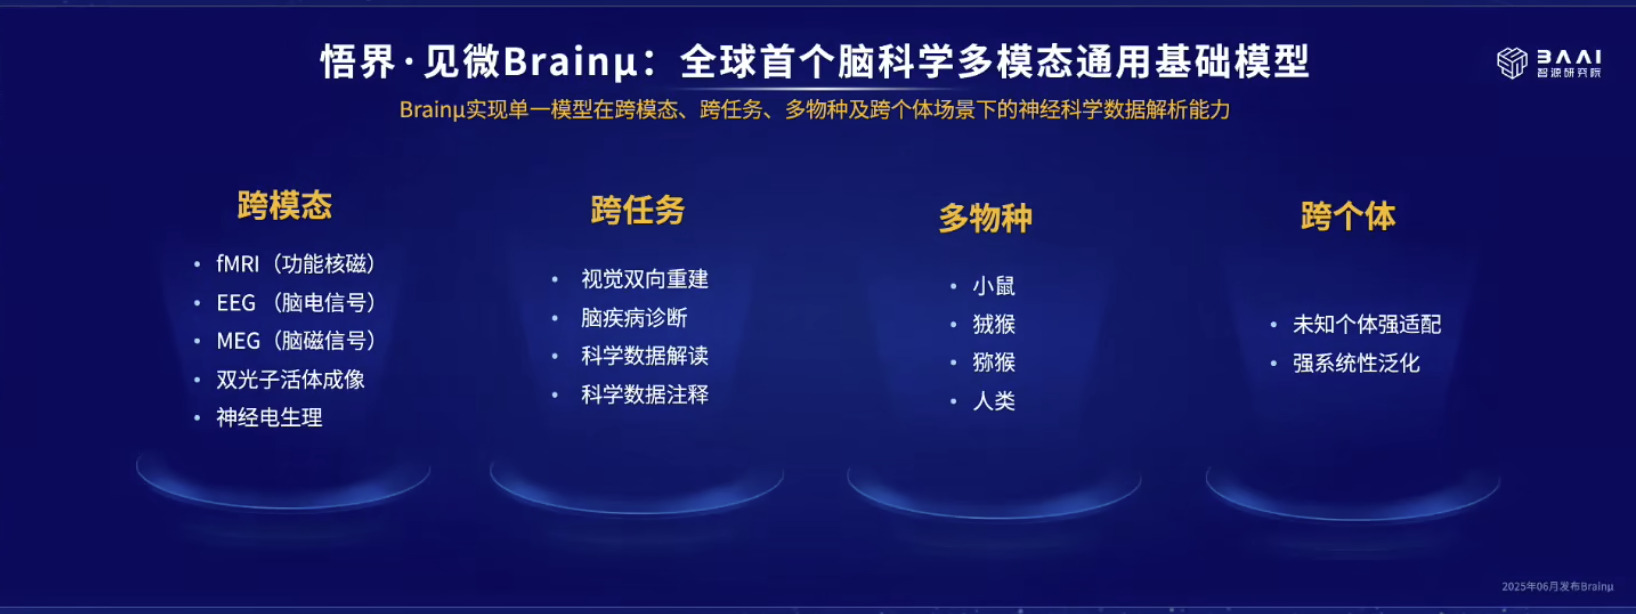 悟界·见微Brainμ：全球首个脑科学多模态通用基础模型
BAAI
智源研究院
Brainμ实现单一模型在跨模态、跨任务、多物种及跨个体场景下的神经科学数据解析能力
跨模态
• fMRI（功能核磁）
• EEG （脑电信号）
• MEG（脑磁信号）
• 双光子活体成像
• 神经电生理
跨任务
• 视觉双向重建
• 脑疾病诊断
• 科学数据解读
• 科学数据注释
多物种
• 小鼠
• 狨猴
• 猕猴
• 人类
跨个体
• 未知个体强适配
• 强系统性泛化
2025年06月发布Brainμ